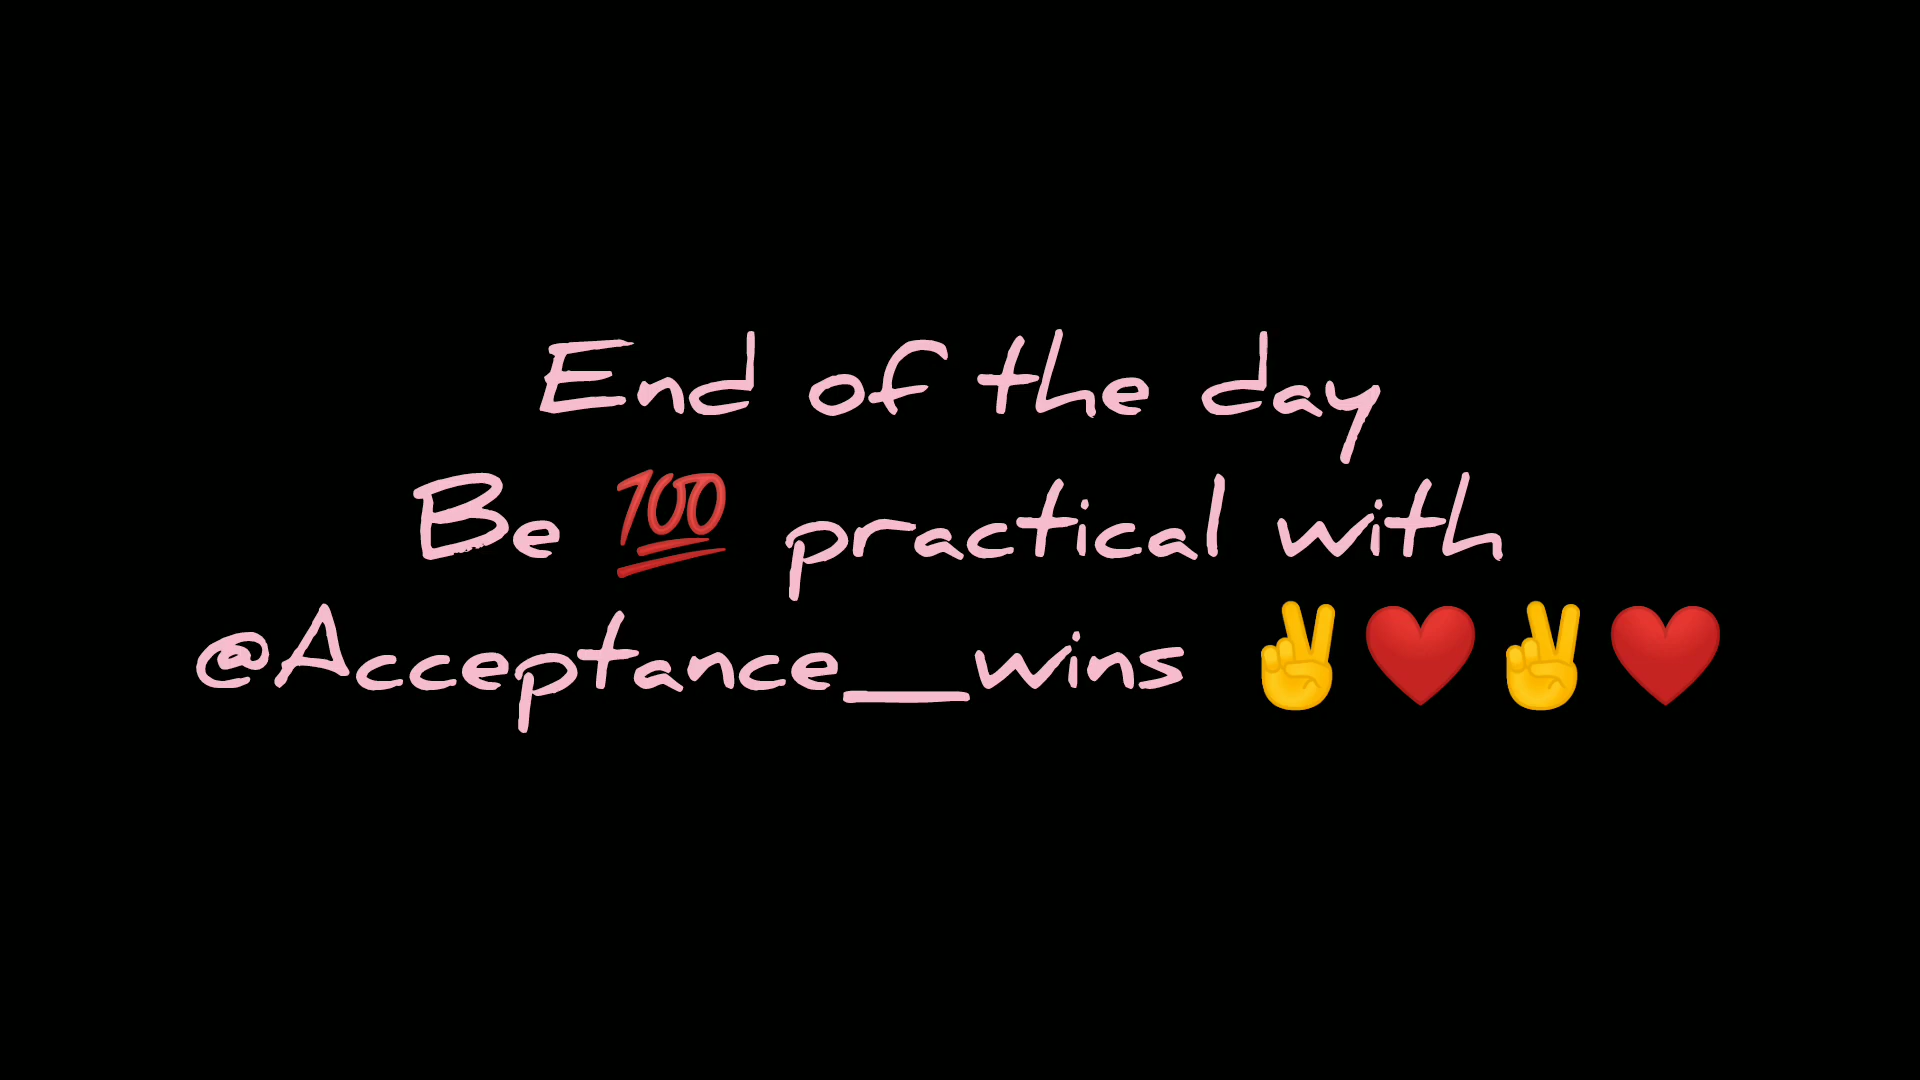 End of the day
Be 💯 practical with
@Acceptance__wins ✌❤✌❤